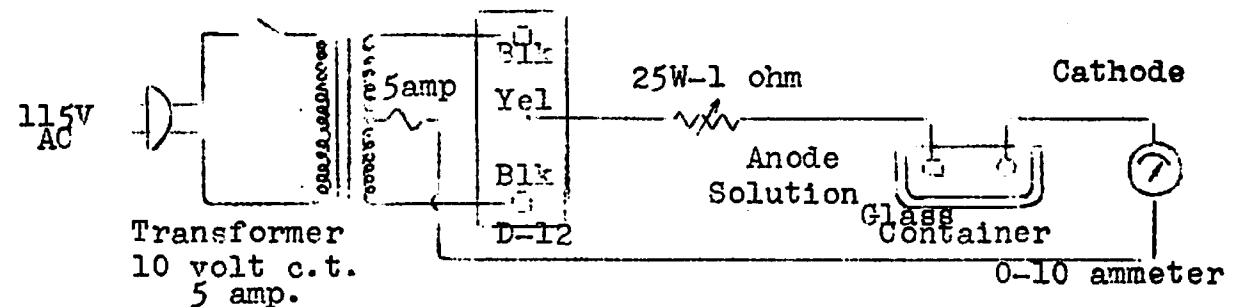 115V
AC
Transformer
10 volt c.t.
5 amp.
5amp
Blk
Yel
Blk
D-12
25W-1 ohm
Anode
Solution
Glass
Container
Cathode
0-10 ammeter